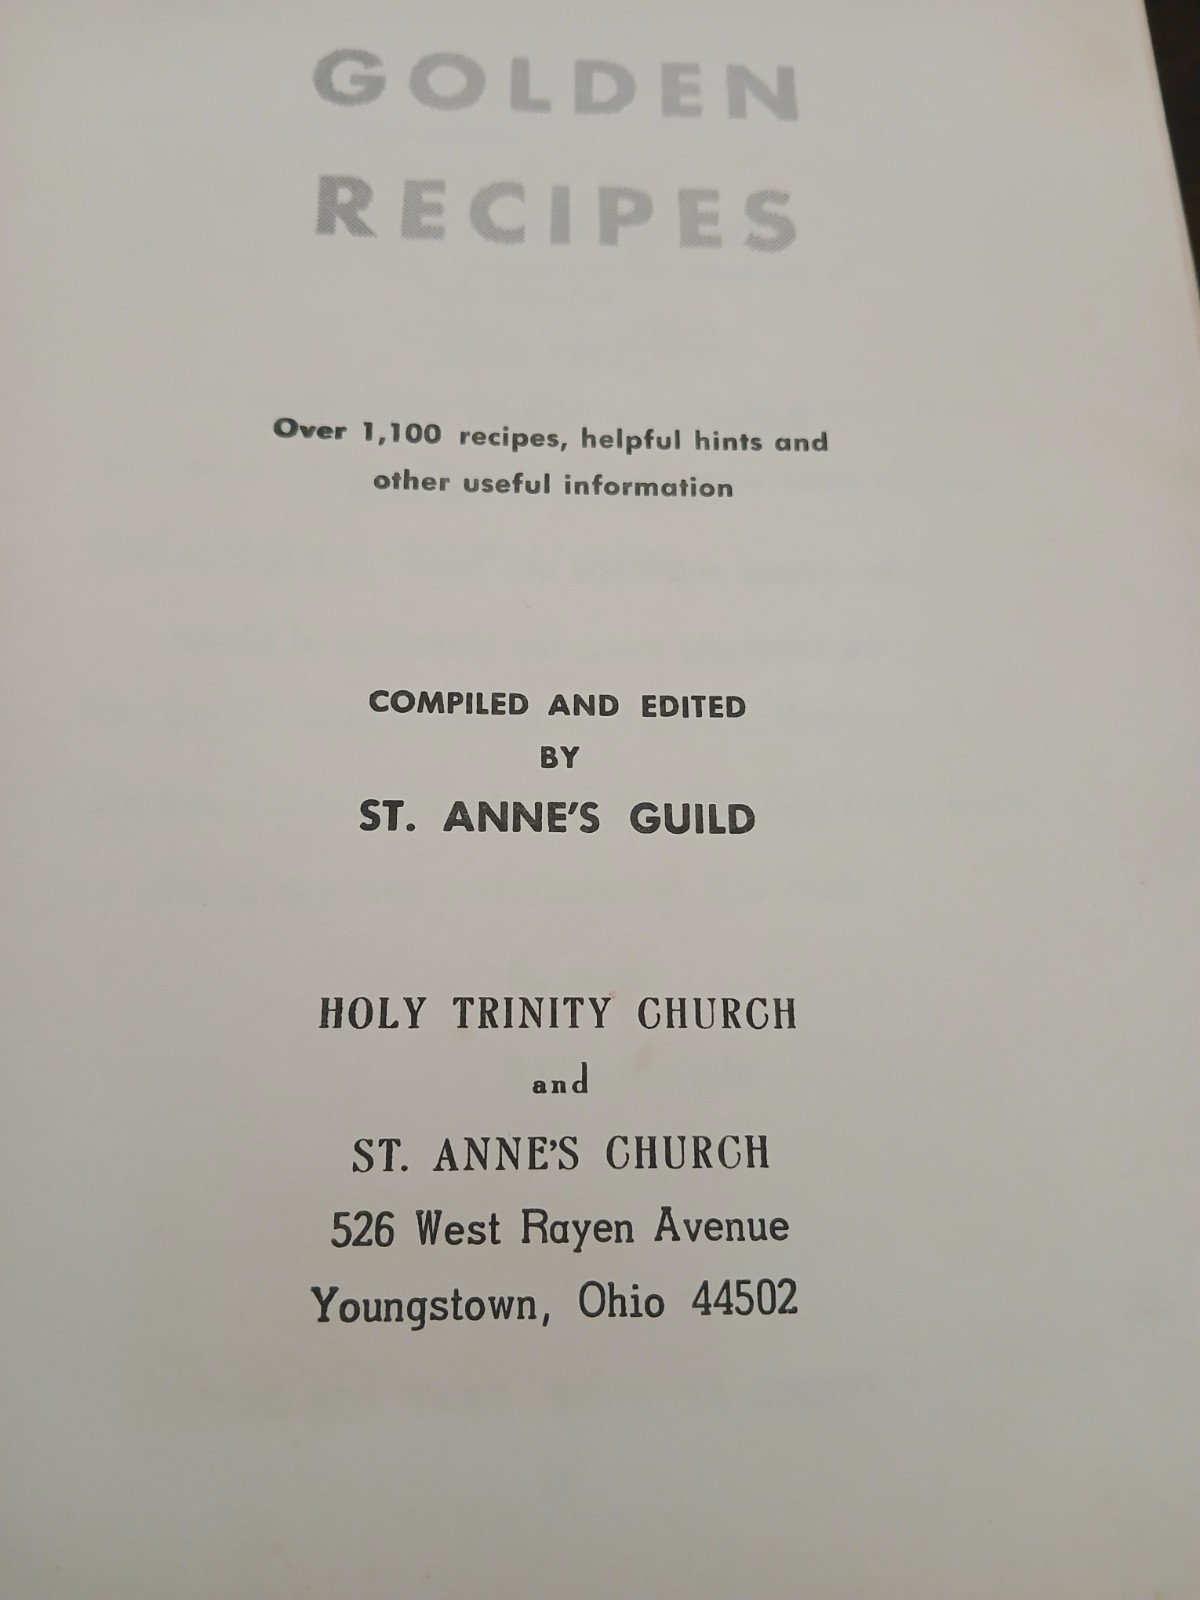 GOLDEN
RECIPES
Over 1,100 recipes, helpful hints and
other useful information
COMPILED AND EDITED
BY
ST. ANNE'S GUILD
HOLY TRINITY CHURCH
and
ST. ANNE'S CHURCH
526 West Rayen Avenue
Youngstown, Ohio 44502